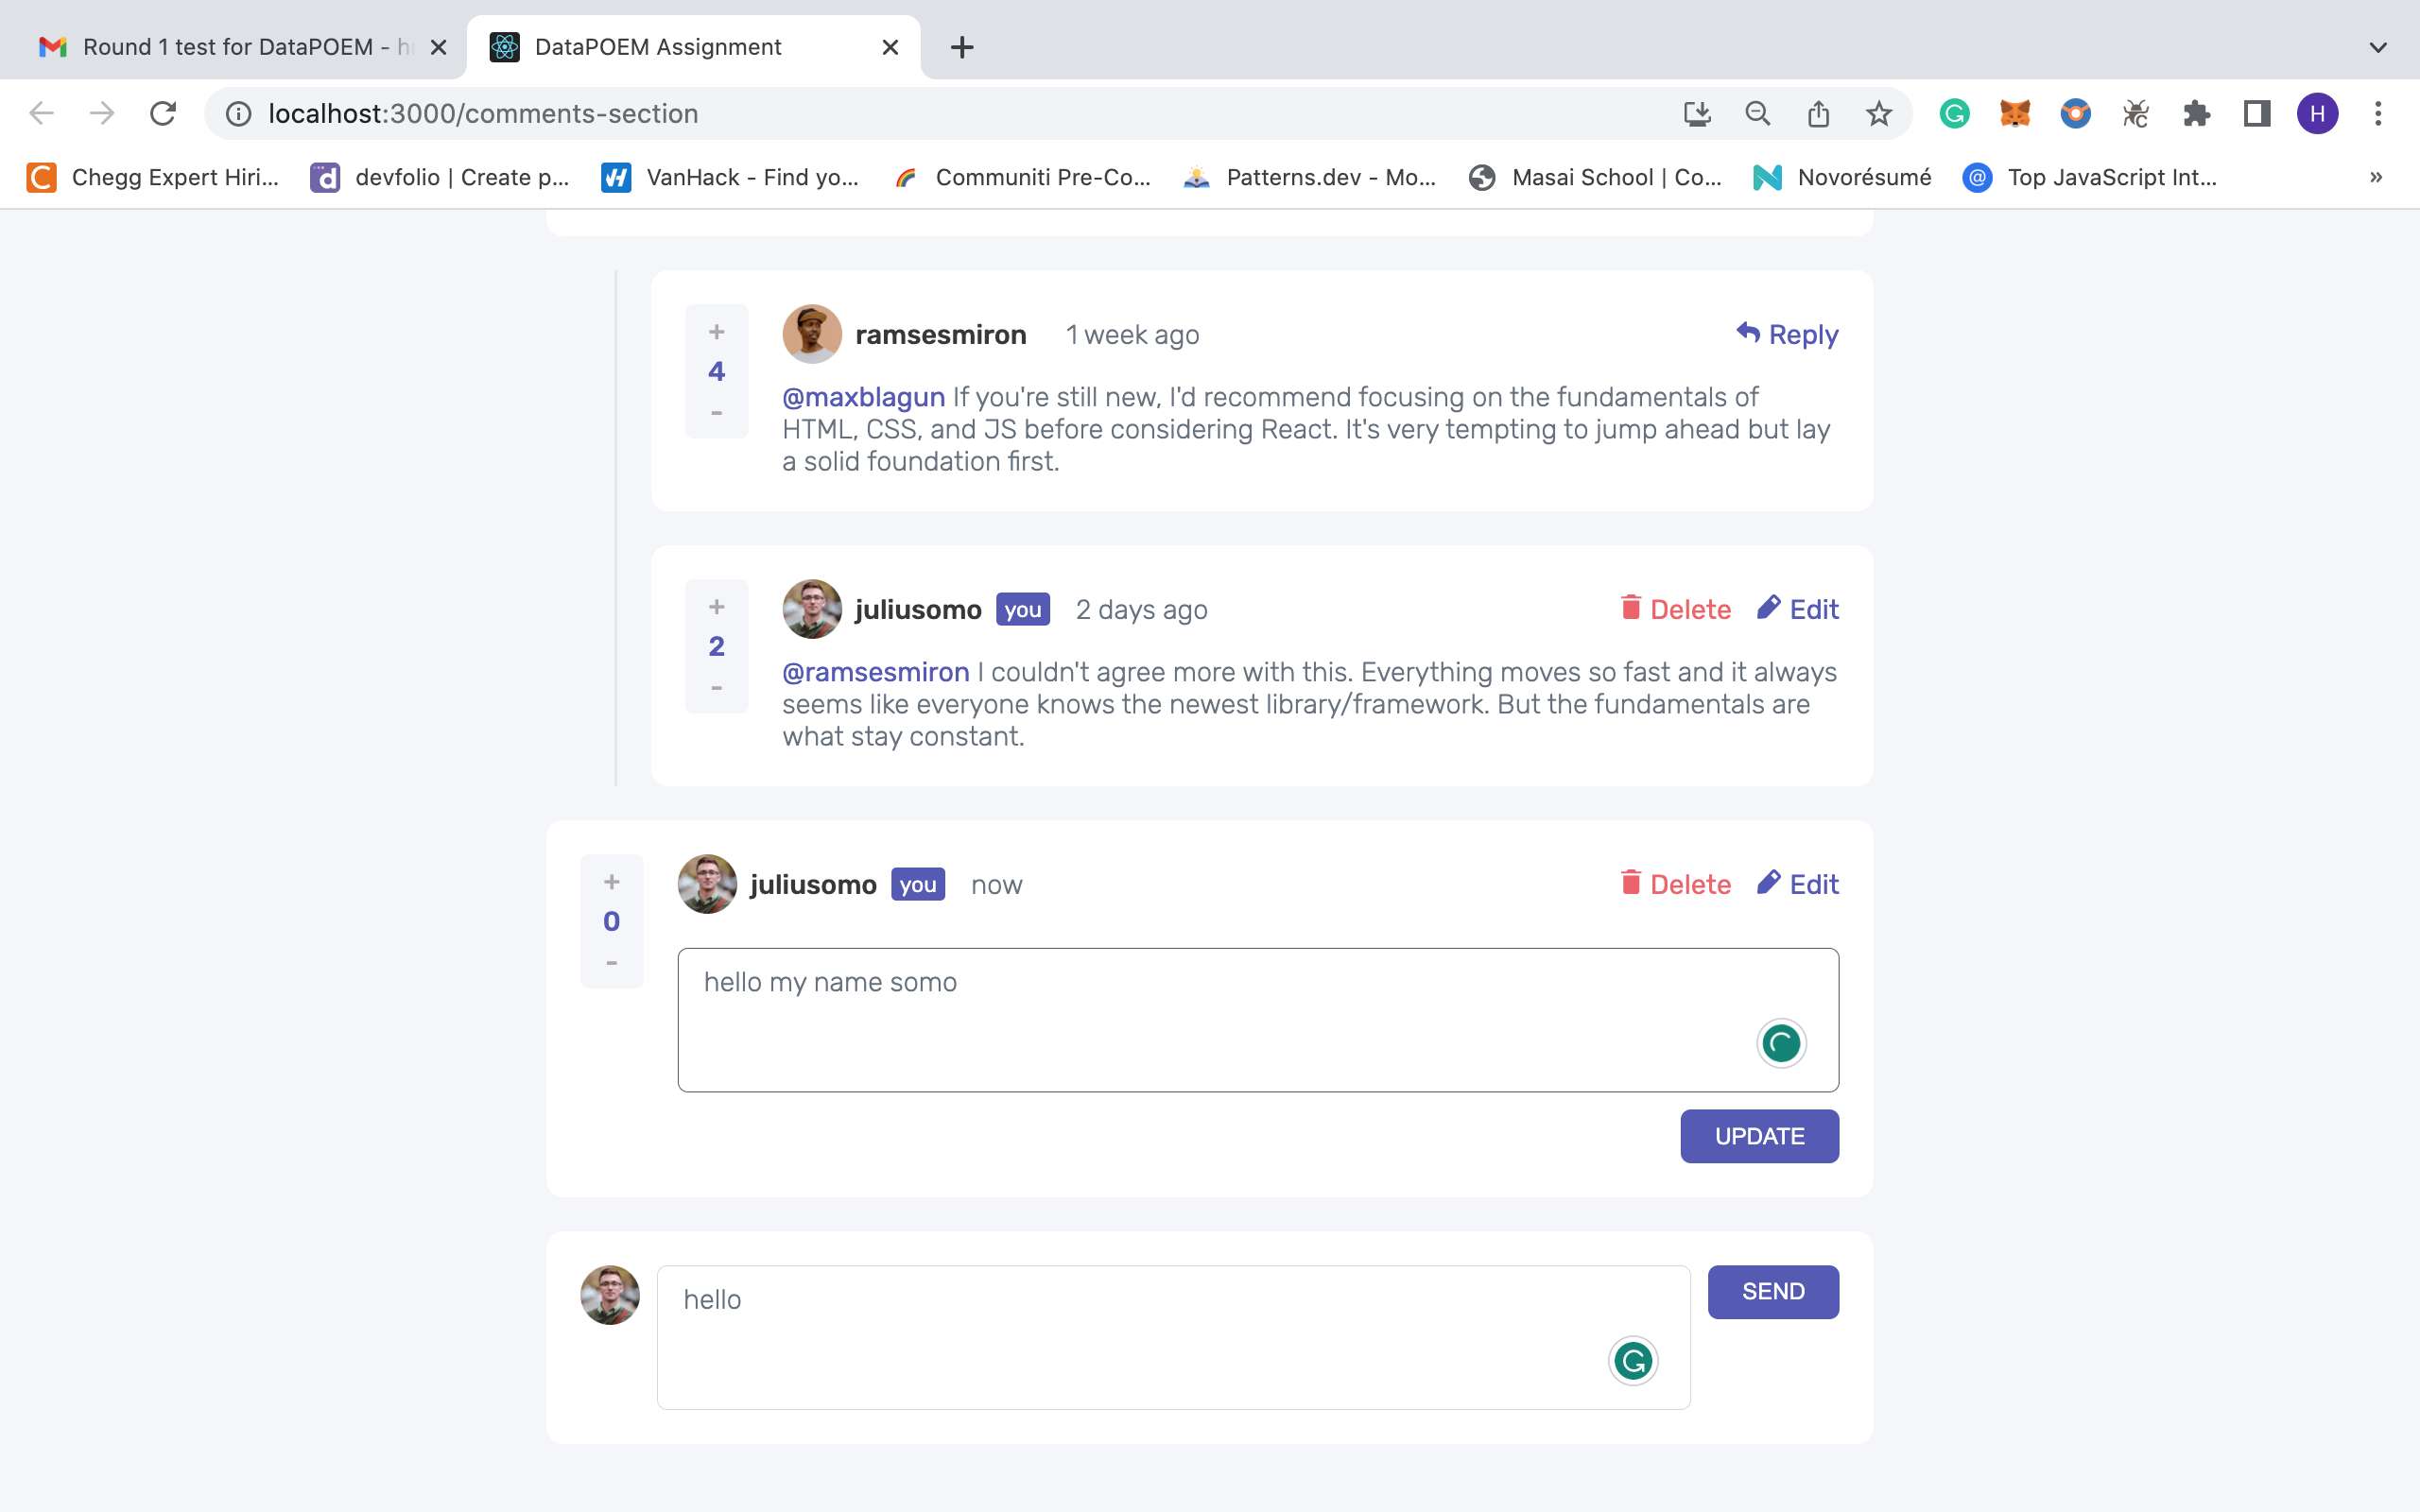 Round 1 test for DataPOEM - h
DataPOEM Assignment
localhost:3000/comments-section
H
Chegg Expert Hiri...
devfolio | Create p...
VanHack - Find yo...
Communiti Pre-Co...
Patterns.dev - Mo...
Masai School | Co...
Novorésumé
Top JavaScript Int...
»
+
4
-
ramsesmiron 1 week ago
Reply
@maxblagun If you're still new, I'd recommend focusing on the fundamentals of
HTML, CSS, and JS before considering React. It's very tempting to jump ahead but lay
a solid foundation first.
+
2
-
juliusomo you 2 days ago
Delete Edit
@ramsesmiron I couldn't agree more with this. Everything moves so fast and it always
seems like everyone knows the newest library/framework. But the fundamentals are
what stay constant.
+
0
-
juliusomo you now
Delete Edit
hello my name somo
UPDATE
hello
SEND